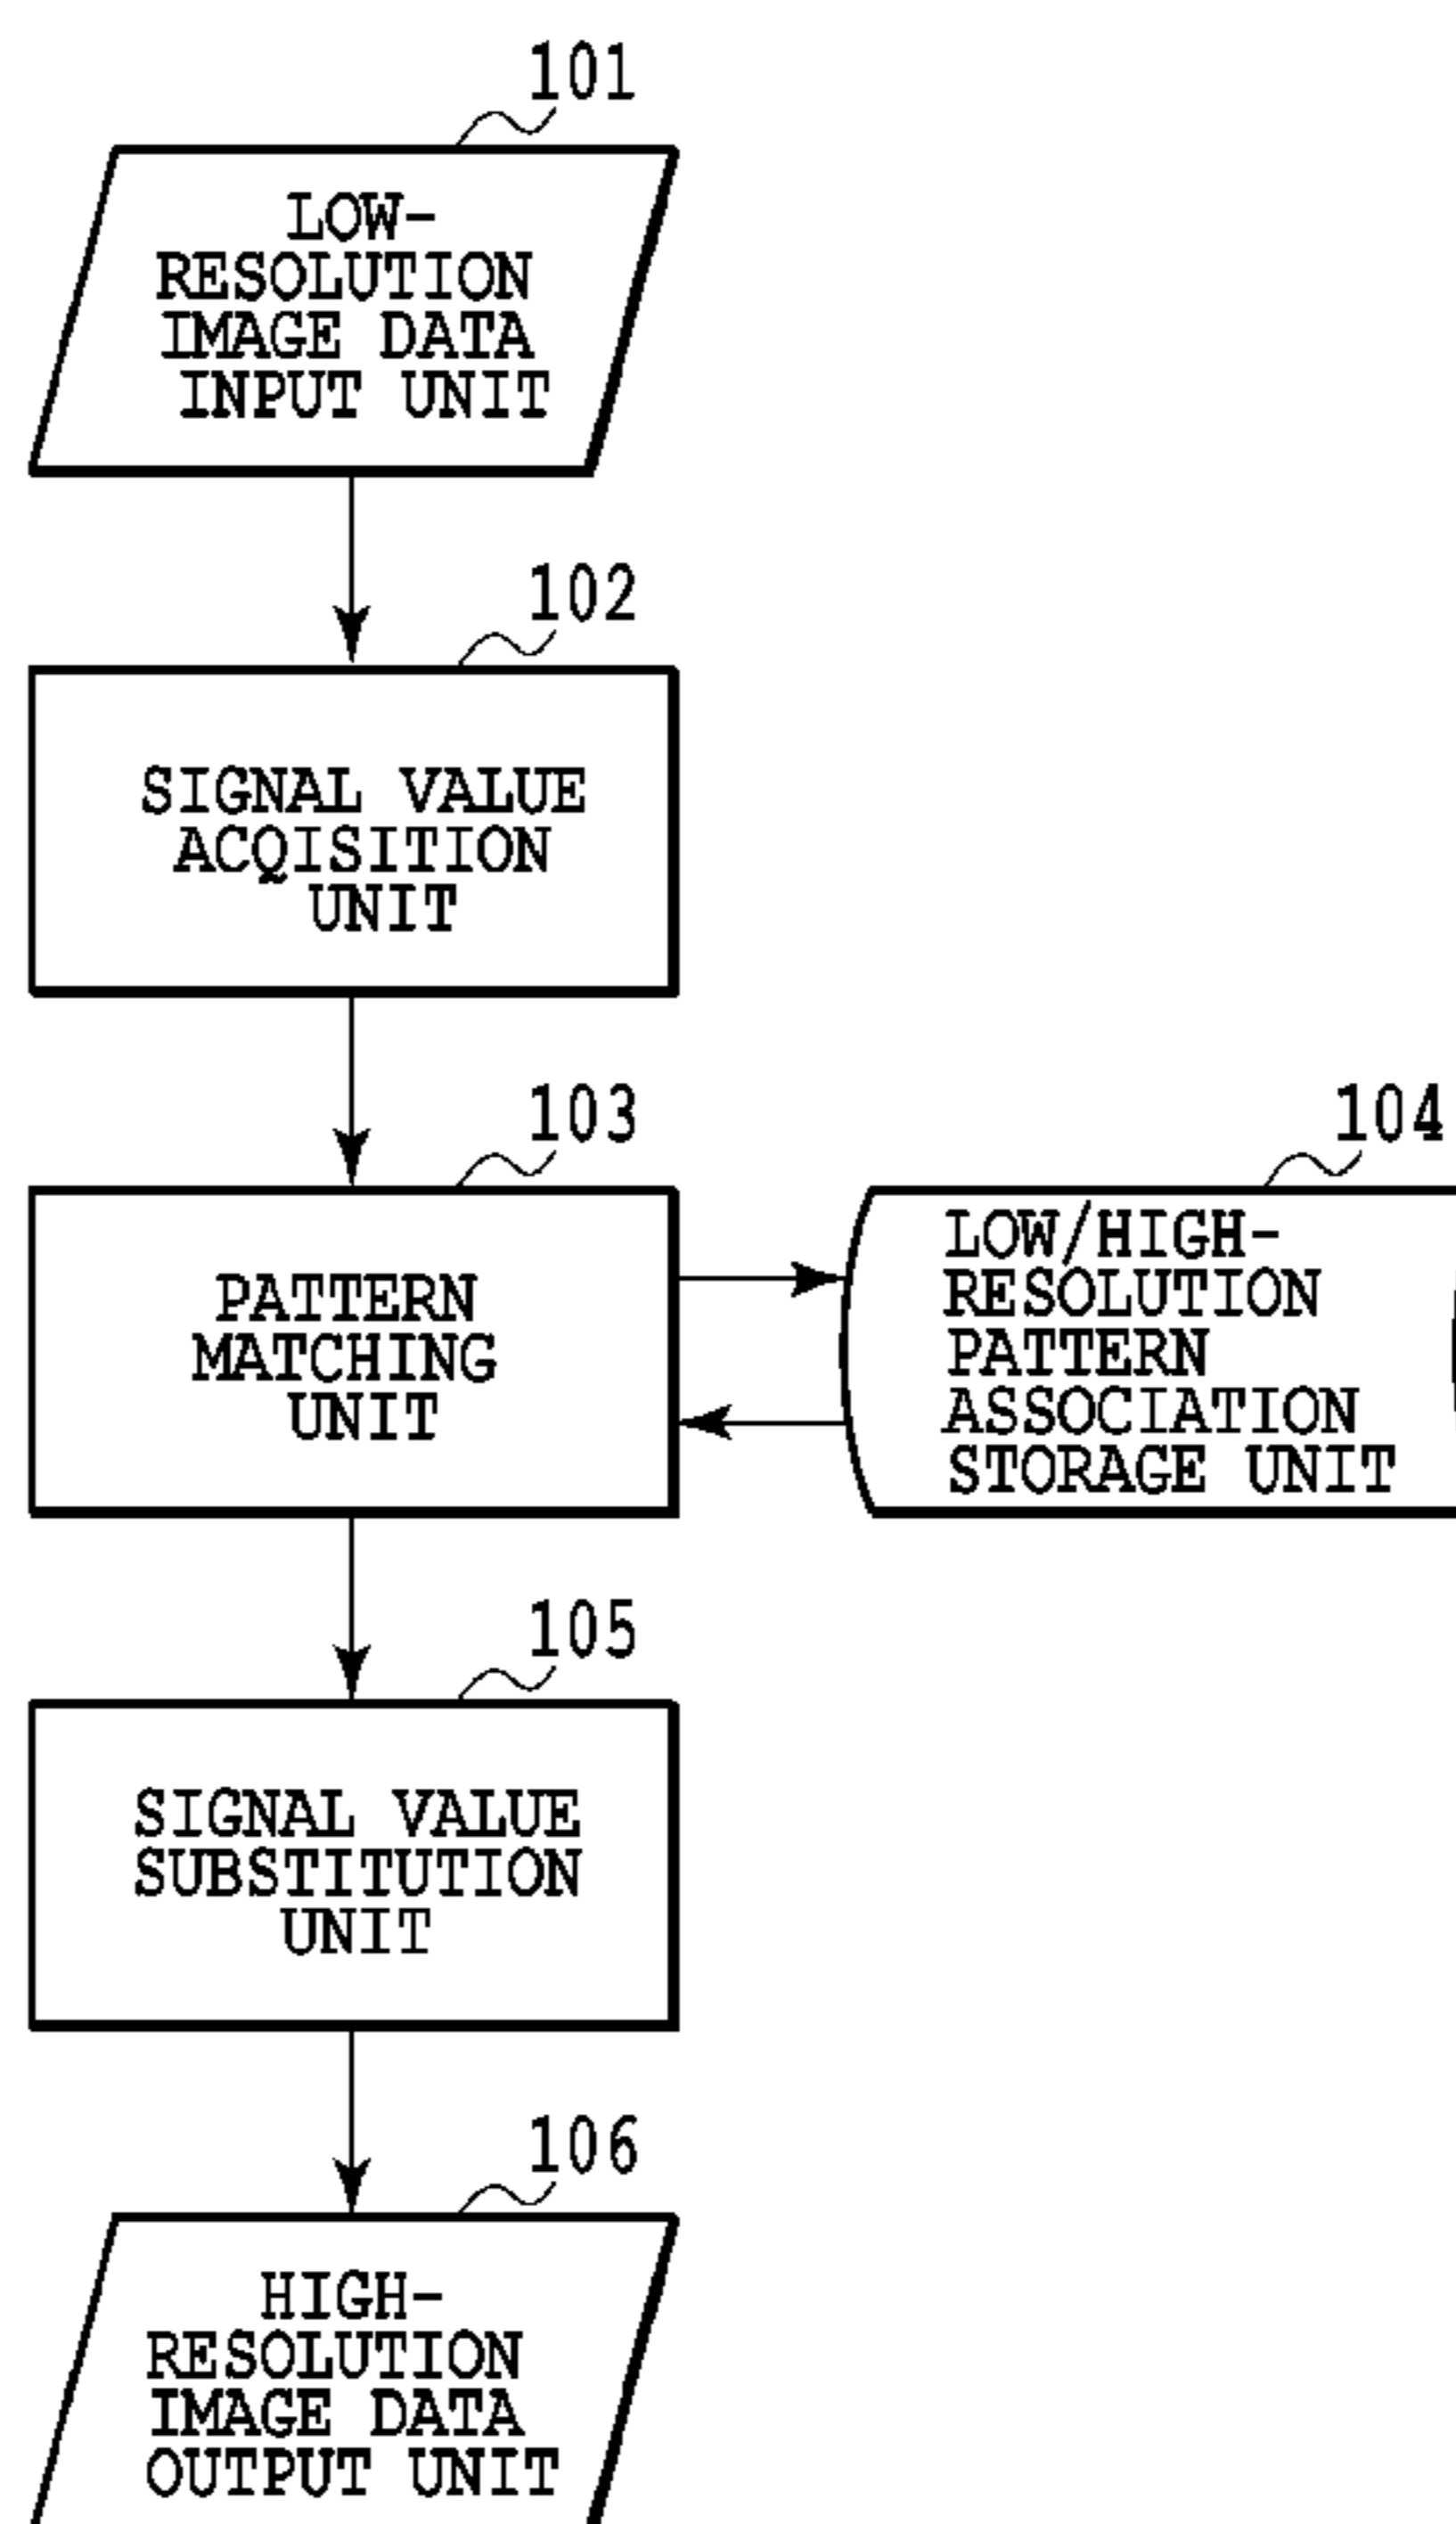 101
LOW-
RESOLUTION
IMAGE DATA
INPUT UNIT
102
SIGNAL VALUE
ACQISITION
UNIT
103
PATTERN
MATCHING
UNIT
104
LOW/HIGH-
RESOLUTION
PATTERN
ASSOCIATION
STORAGE UNIT
105
SIGNAL VALUE
SUBSTITUTION
UNIT
106
HIGH-
RESOLUTION
IMAGE DATA
OUTPUT UNIT